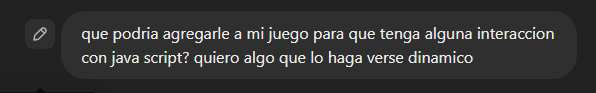 que podria agregarle a mi juego para que tenga alguna interaccion
con java script? quiero algo que lo haga verse dinamico